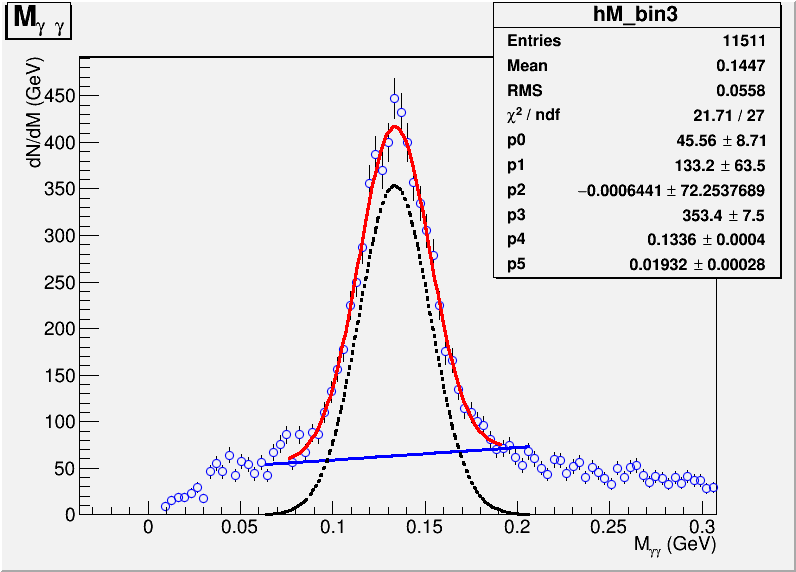 M_γ γ
hM_bin3
Entries 11511
Mean 0.1447
RMS 0.0558
χ² / ndf 21.71 / 27
p0 45.56 ± 8.71
p1 133.2 ± 63.5
p2 −0.0006441 ± 72.2537689
p3 353.4 ± 7.5
p4 0.1336 ± 0.0004
p5 0.01932 ± 0.00028
dN/dM (GeV)
450
400
350
300
250
200
150
100
50
0
0 0.05 0.1 0.15 0.2 0.25 0.3
M_γγ (GeV)